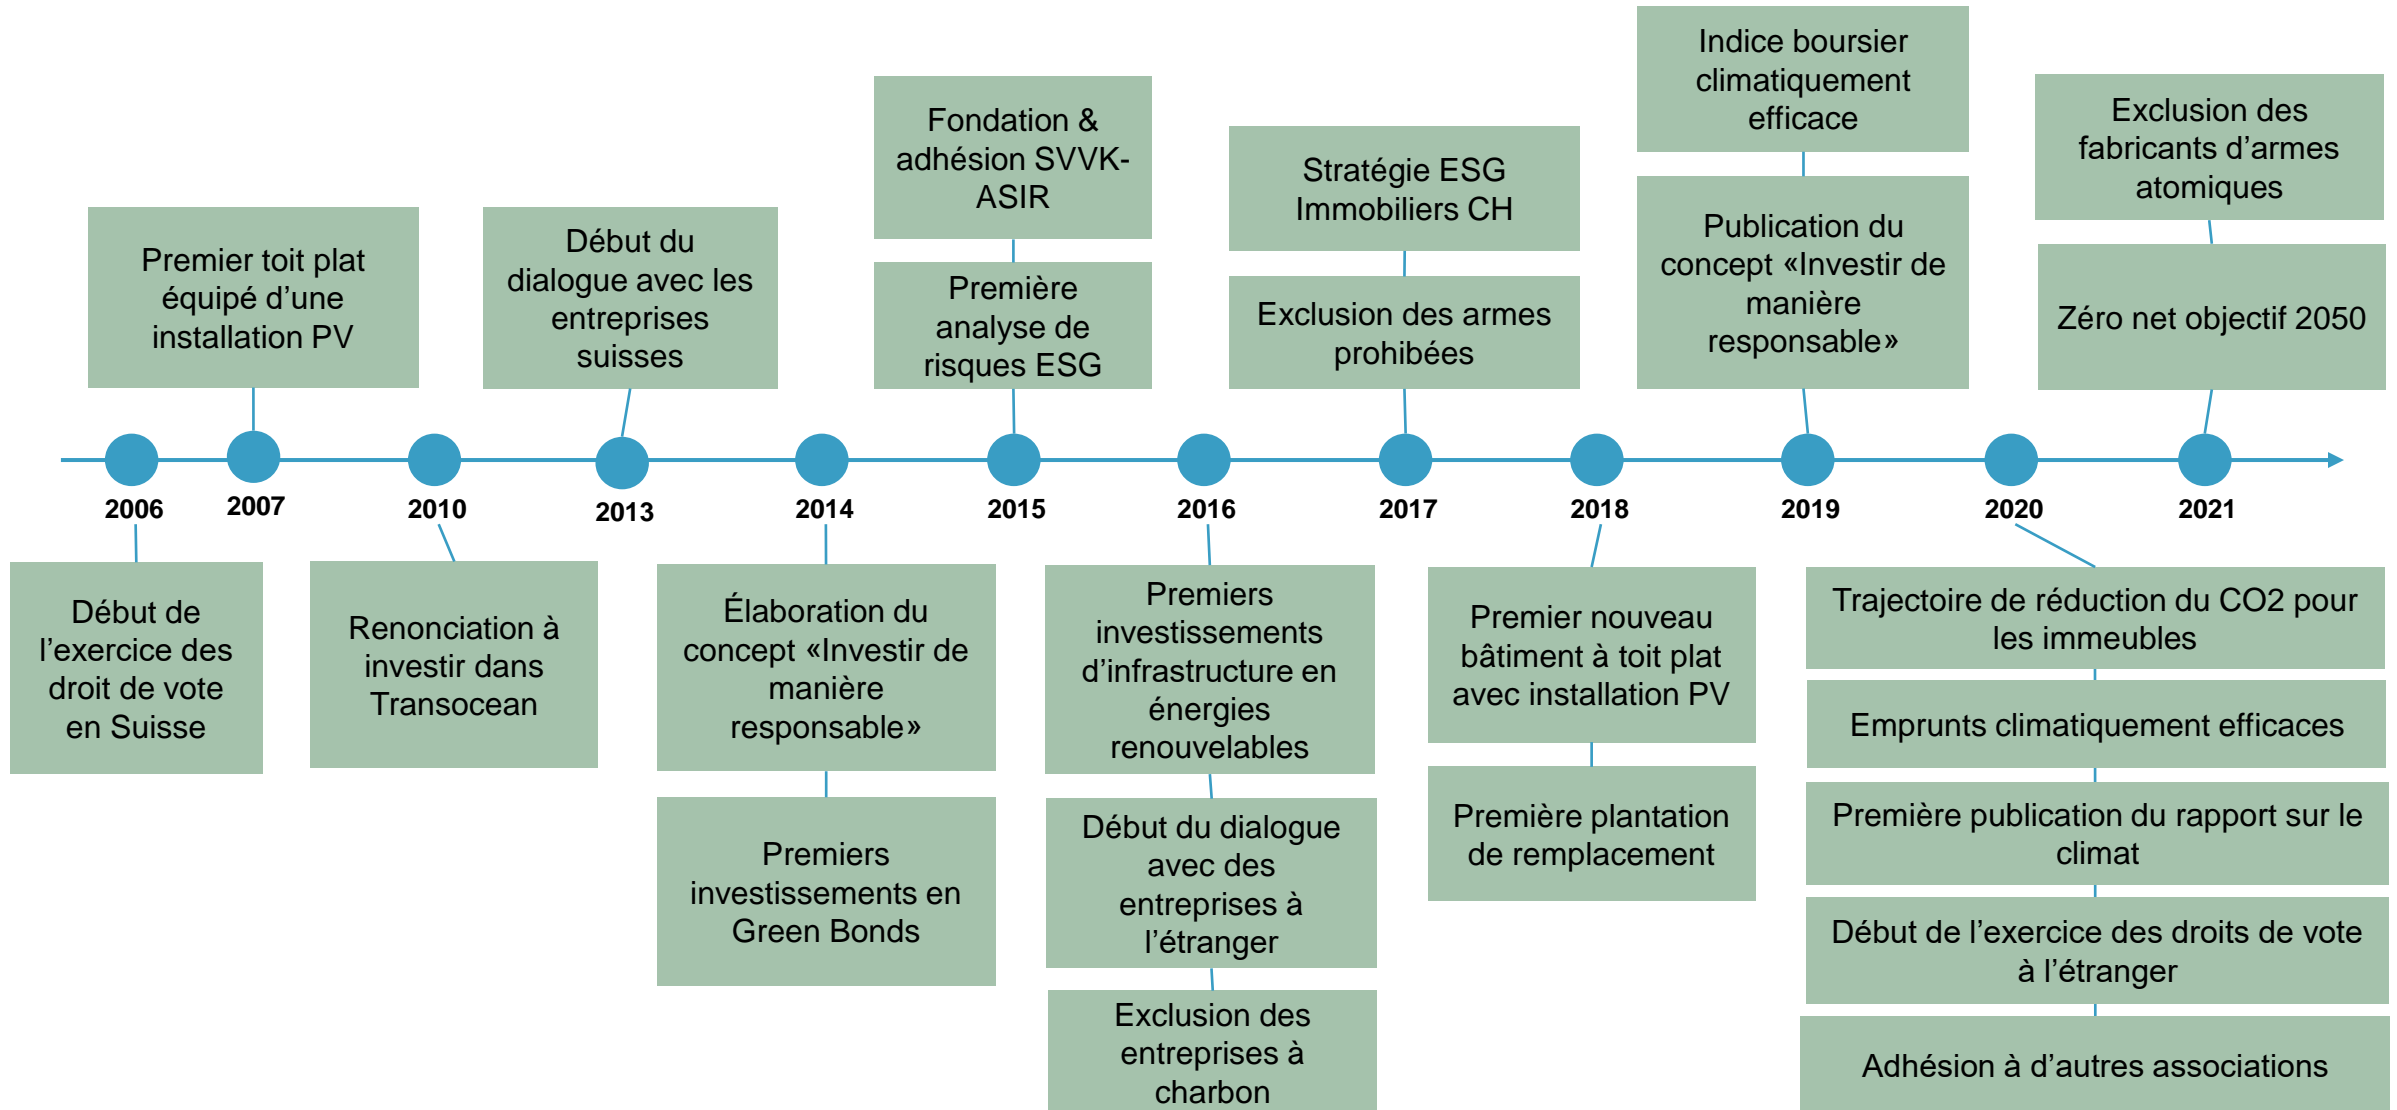 Indice boursier
climatiquement
efficace
Fondation &
adhésion SVVK-
ASIR
Exclusion des
fabricants d’armes
atomiques
Stratégie ESG
Immobiliers CH
Premier toit plat
équipé d’une
installation PV
Début du
dialogue avec les
entreprises
suisses
Première
analyse de
risques ESG
Exclusion des armes
prohibées
Publication du
concept «Investir de
manière
responsable»
Zéro net objectif 2050
2006
2007
2010
2013
2014
2015
2016
2017
2018
2019
2020
2021
Début de
l’exercice des
droit de vote
en Suisse
Renonciation à
investir dans
Transocean
Élaboration du
concept «Investir de
manière
responsable»
Premiers
investissements en
Green Bonds
Premiers
investissements
d’infrastructure en
énergies
renouvelables
Début du dialogue
avec des
entreprises à
l’étranger
Exclusion des
entreprises à
charbon
Premier nouveau
bâtiment à toit plat
avec installation PV
Première plantation
de remplacement
Trajectoire de réduction du CO2 pour
les immeubles
Emprunts climatiquement efficaces
Première publication du rapport sur le
climat
Début de l’exercice des droits de vote
à l’étranger
Adhésion à d’autres associations